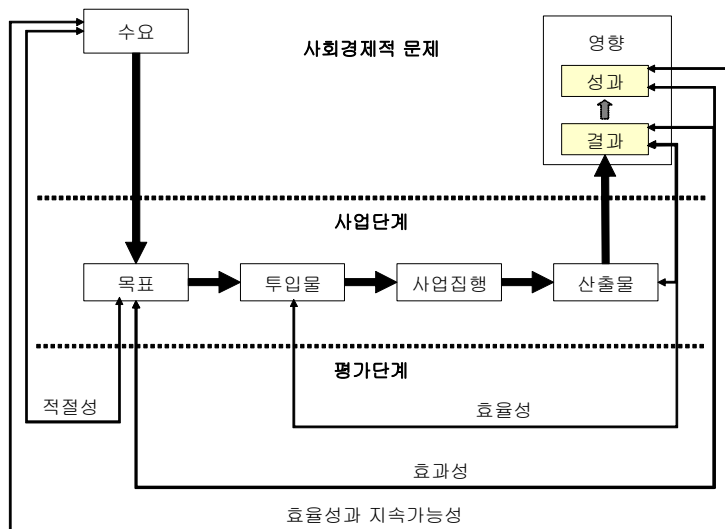 수요
사회경제적 문제
영향
성과
결과
사업단계
목표
투입물
사업집행
산출물
평가단계
적절성
효율성
효과성
효율성과 지속가능성